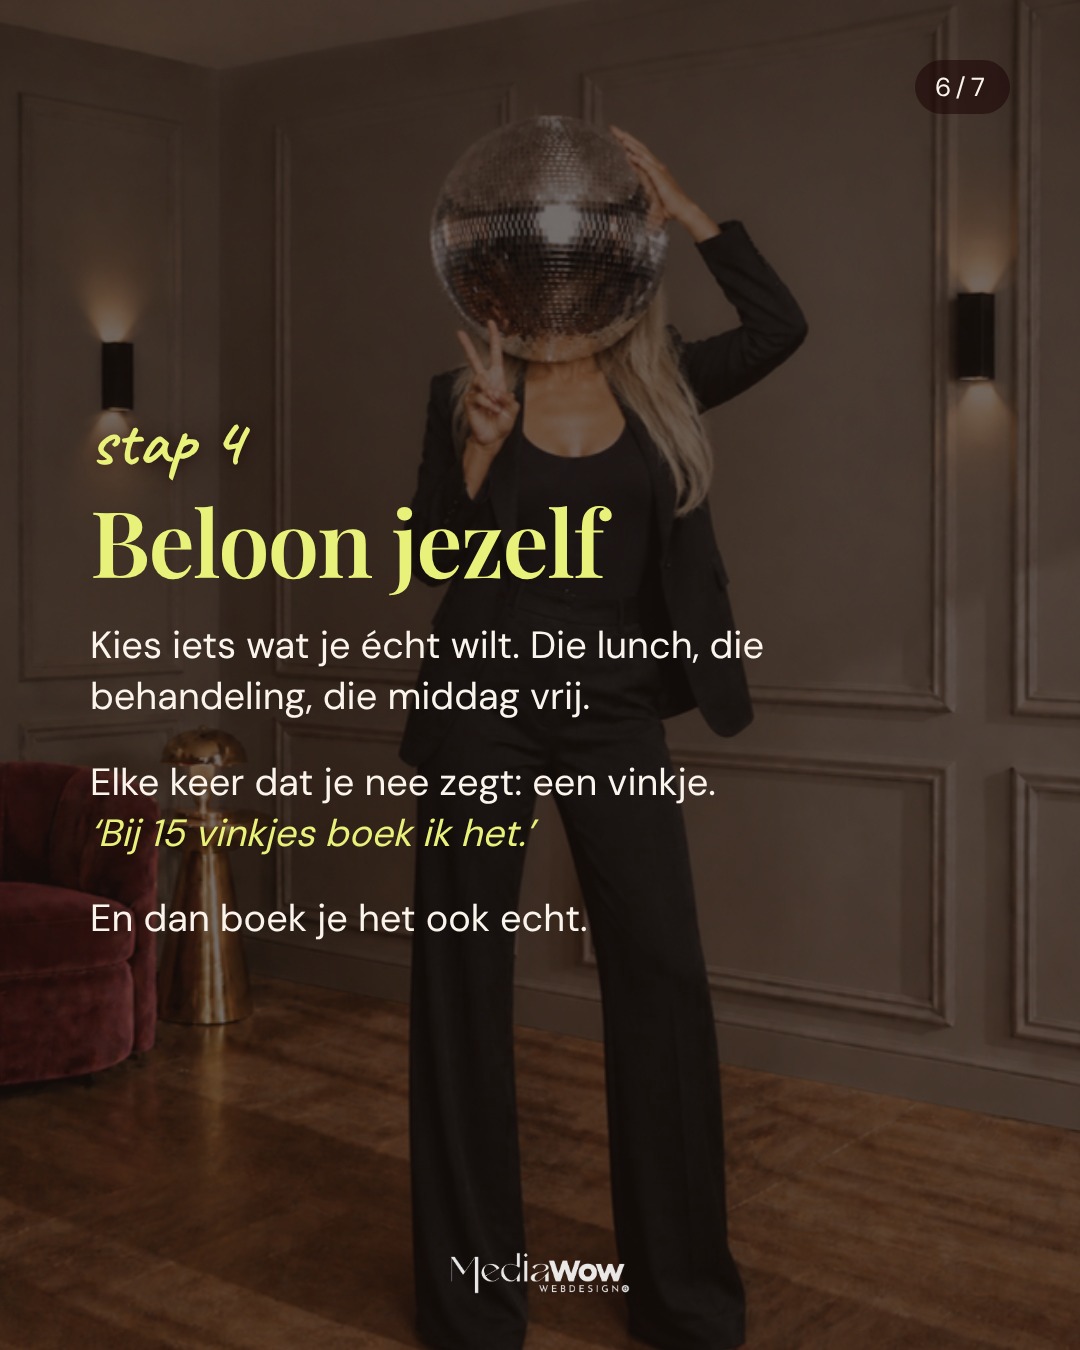 6/7
stap 4
Beloon jezelf
Kies iets wat je écht wilt. Die lunch, die
behandeling, die middag vrij.
Elke keer dat je nee zegt: een vinkje.
‘Bij 15 vinkjes boek ik het.’
En dan boek je het ook echt.
MediaWow
WEBDESIGN